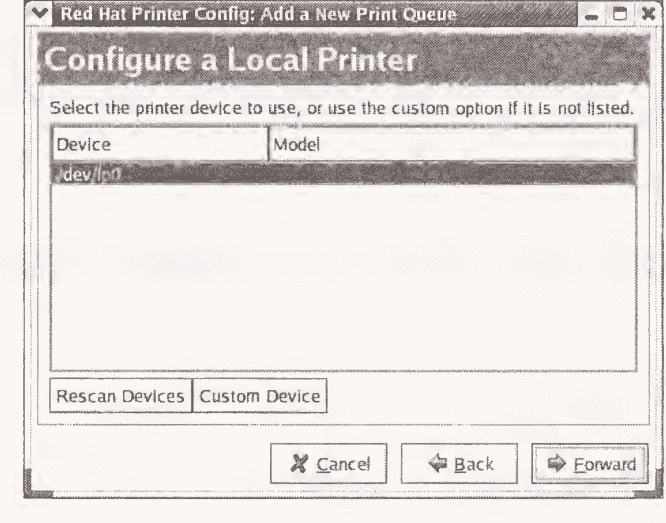 Red Hat Printer Config: Add a New Print Queue
Configure a Local Printer
Select the printer device to use, or use the custom option if it is not listed.
Device Model
/dev/lp0
Rescan Devices Custom Device
Cancel Back Forward